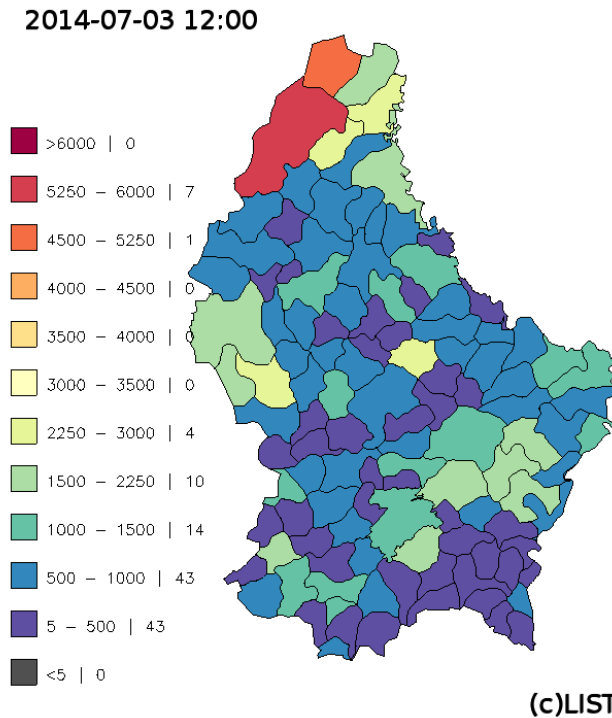 2014-07-03 12:00
>6000 | 0
5250 – 6000 | 7
4500 – 5250 | 1
4000 – 4500 | 0
3500 – 4000 | 0
3000 – 3500 | 0
2250 – 3000 | 4
1500 – 2250 | 10
1000 – 1500 | 14
500 – 1000 | 43
5 – 500 | 43
<5 | 0
(c)LIST